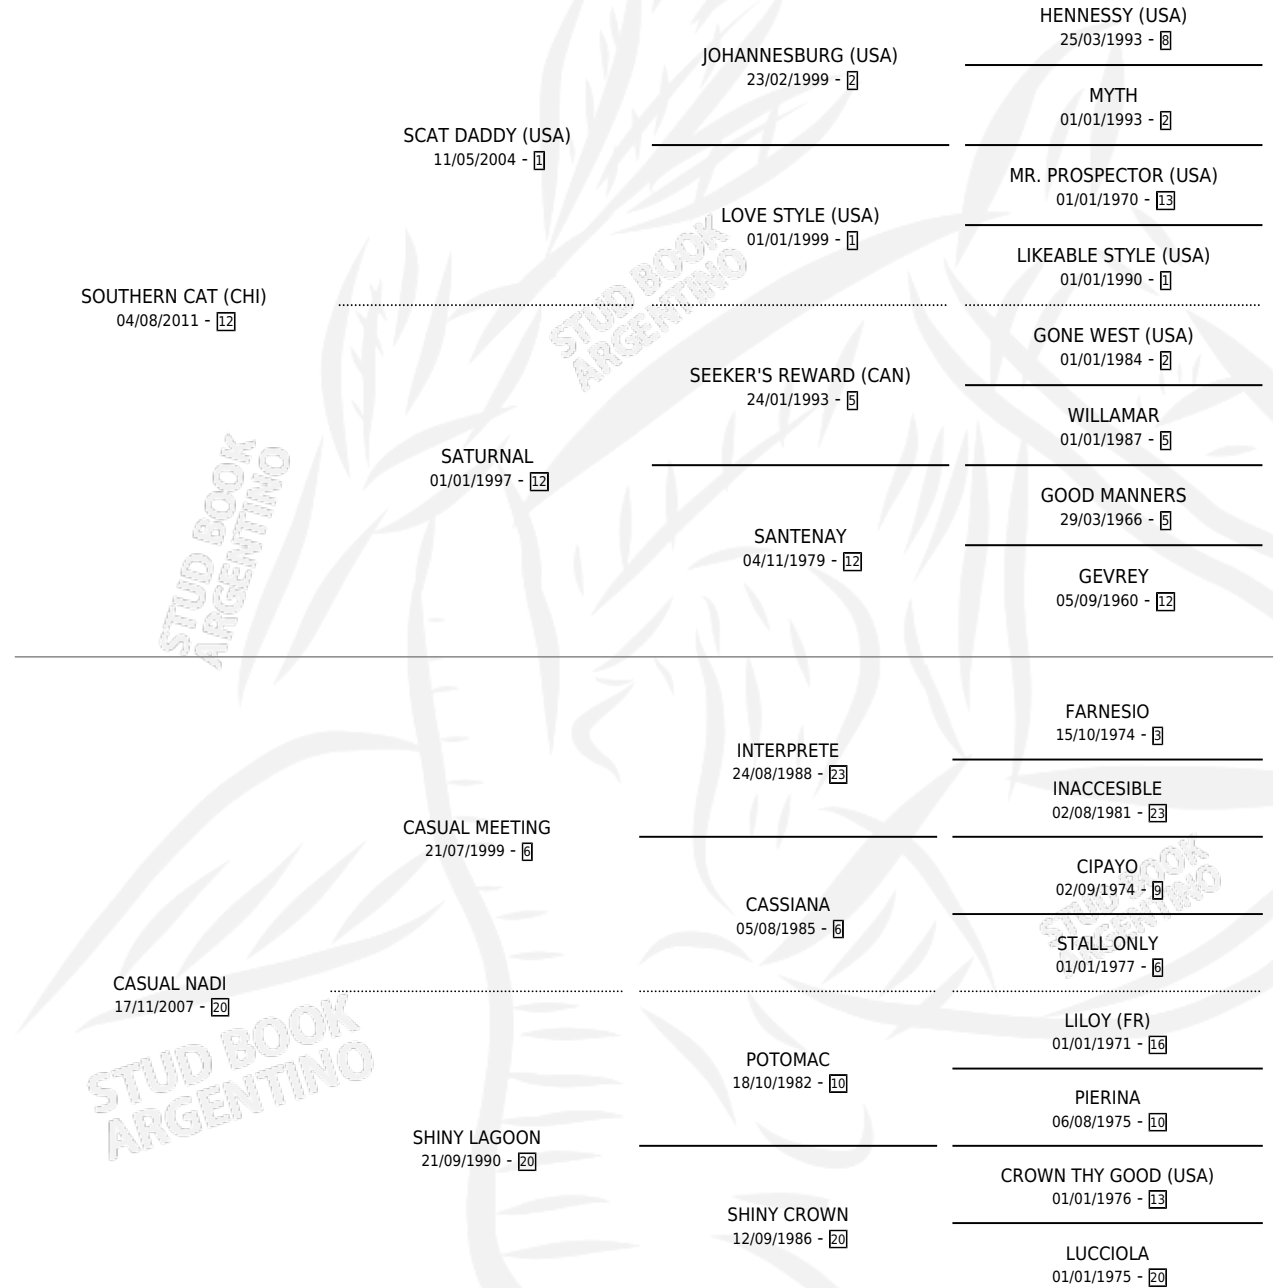 HENNESSY (USA)
25/03/1993 - 8
JOHANNESBURG (USA)
23/02/1999 - 2
MYTH
01/01/1993 - 2
SCAT DADDY (USA)
11/05/2004 - 1
MR. PROSPECTOR (USA)
01/01/1970 - 13
LOVE STYLE (USA)
01/01/1999 - 1
LIKEABLE STYLE (USA)
01/01/1990 - 1
SOUTHERN CAT (CHI)
04/08/2011 - 12
STUD BOOK
ARGENTINO
GONE WEST (USA)
01/01/1984 - 2
SEEKER'S REWARD (CAN)
24/01/1993 - 5
WILLAMAR
01/01/1987 - 5
SATURNAL
01/01/1997 - 12
GOOD MANNERS
29/03/1966 - 5
SANTENAY
04/11/1979 - 12
GEVREY
05/09/1960 - 12
STUD BOOK
ARGENTINO
FARNESIO
15/10/1974 - 3
INTERPRETE
24/08/1988 - 23
INACCESIBLE
02/08/1981 - 23
CASUAL MEETING
21/07/1999 - 6
CIPAYO
02/09/1974 - 9
CASSIANA
05/08/1985 - 6
STUD BOOK
ARGENTINO
STALL ONLY
01/01/1977 - 6
CASUAL NADI
17/11/2007 - 20
LILOY (FR)
01/01/1971 - 16
POTOMAC
18/10/1982 - 10
PIERINA
06/08/1975 - 10
STUD BOOK
ARGENTINO
SHINY LAGOON
21/09/1990 - 20
CROWN THY GOOD (USA)
01/01/1976 - 13
SHINY CROWN
12/09/1986 - 20
LUCCIOLA
01/01/1975 - 20